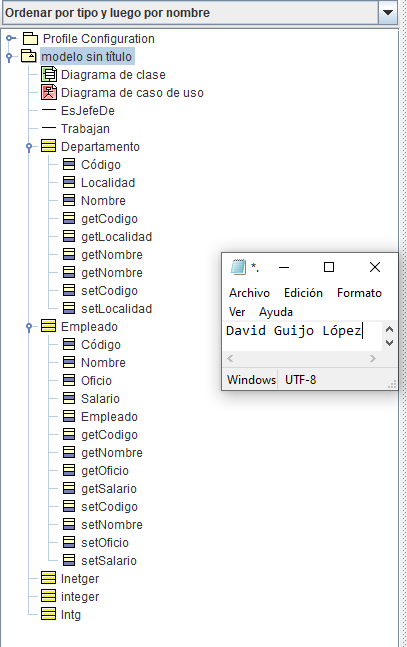 Ordenar por tipo y luego por nombre
Profile Configuration
modelo sin título
Diagrama de clase
Diagrama de caso de uso
EsJefeDe
Trabajan
Departamento
Código
Localidad
Nombre
getCodigo
getLocalidad
getNombre
getNombre
setCodigo
setLocalidad
Empleado
Código
Nombre
Oficio
Salario
Empleado
getCodigo
getNombre
getOficio
getSalario
setCodigo
setNombre
setOficio
setSalario
Inetger
integer
Intg
*.
Archivo Edición Formato
Ver Ayuda
David Guijo López
Windows UTF-8